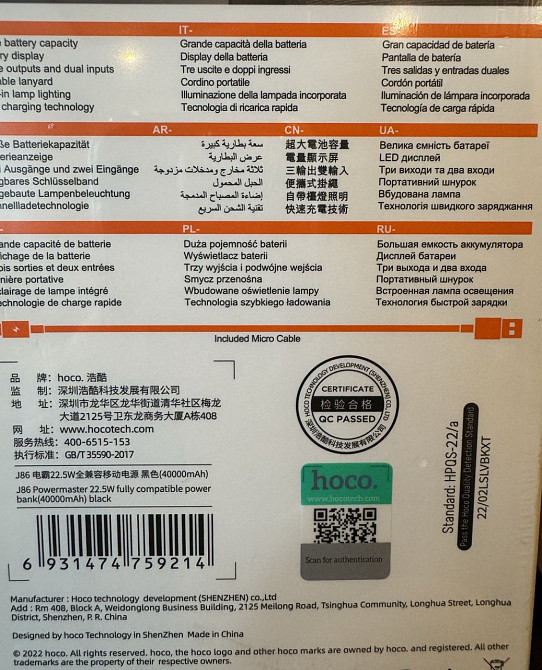 IT-
ES-
battery capacity
Grande capacità della batteria
Gran capacidad de batería
display
Display della batteria
Pantalla de batería
outputs and dual inputs
Tre uscite e doppi ingressi
Tres salidas y entradas duales
lanyard
Cordino portatile
Cordón portátil
lamp lighting
Illuminazione della lampada incorporata
Iluminación de lámpara incorporada
charging technology
Tecnologia di ricarica rapida
Tecnología de carga rápida
AR-
CN-
UA-
Batteriekapazität
سعة بطارية كبيرة
超大電池容量
Велика ємність батареї
عرض البطارية
電量顯示屏
LED дисплей
Ausgänge und zwei Eingänge
ثلاثة مخارج ومدخلات مزدوجة
三輸出雙輸入
Три виходи та два входи
Schlüsselband
الحبل المحمول
便攜式掛繩
Портативний шнурок
Lampenbeleuchtung
إضاءة المصباح المدمجة
自帶檯燈照明
Вбудована лампа
تقنية الشحن السريع
快速充電技術
Технологія швидкого заряджання
PL-
RU-
capacité de batterie
Duża pojemność baterii
Большая емкость аккумулятора
de la batterie
Wyświetlacz baterii
Дисплей батареи
sorties et deux entrées
Trzy wyjścia i podwójne wejścia
Три выхода и два входа
portative
Smycz przenośna
Портативный шнурок
de lampe intégré
Wbudowane oświetlenie lampy
Встроенная лампа освещения
de charge rapide
Technologia szybkiego ładowania
Технология быстрой зарядки
Included Micro Cable
品 牌: hoco. 浩酷
监 制: 深圳浩酷科技发展有限公司
地 址: 深圳市龙华区龙华街道清华社区梅龙
大道2125号卫东龙商务大厦A栋408
网 址: www.hocotech.com
服务热线: 400-6515-153
执行标准: GB/T35590-2017
J86 电霸22.5W全兼容移动电源 黑色(40000mAh)
J86 Powermaster 22.5W fully compatible power
bank(40000mAh) black
6 931474 759214
HOCO TECHNOLOGY DEVELOPMENT (SHENZHEN) CO.,LTD
CERTIFICATE
检验合格
QC PASSED
深圳浩酷科技发展有限公司
hoco.
www.hocotech.com
Scan for authentication
Standard: HPQS-22/a
Pass the Hoco Quality Detection Standard
22/02LSLVBKXT
Manufacturer : Hoco technology development (SHENZHEN) co.,Ltd
Add : Rm 408, Block A, Weidonglong Business Building, 2125 Meilong Road, Tsinghua Community, Longhua Street, Longhua
District, Shenzhen, P. R. China
Designed by hoco Technology in ShenZhen Made in China
© 2022 hoco. All rights reserved. hoco, the hoco logo and other hoco marks are owned by hoco. and registered. All other
trademarks are the property of their respective owners.